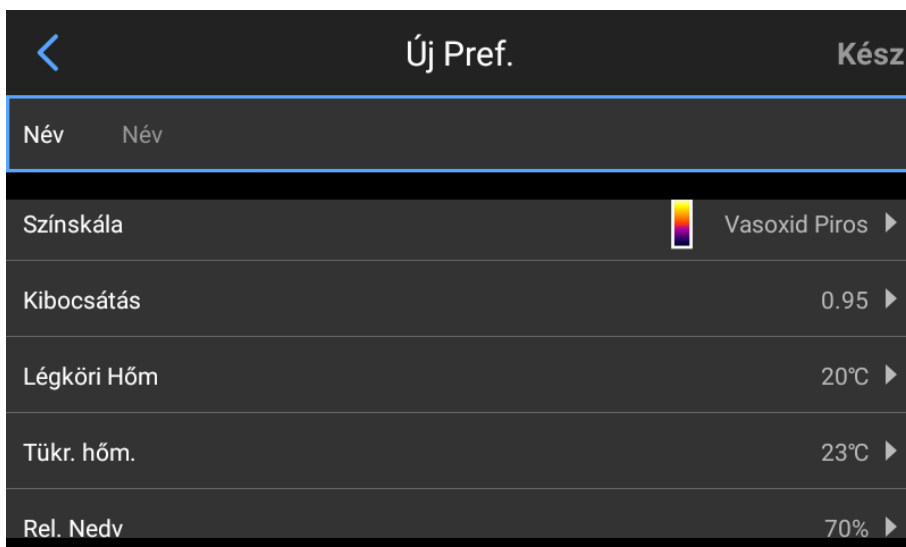 Új Pref.
Kész
Név Név
Színskála Vasoxid Piros
Kibocsátás 0.95
Légköri Hőm 20℃
Tükr. hőm. 23℃
Rel. Nedv 70%